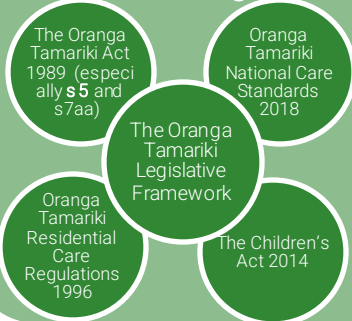 The Oranga
Tamariki Act
1989 (especi
ally s5 and
s7aa)
Oranga
Tamariki
National Care
Standards
2018
The Oranga
Tamariki
Legislative
Framework
Oranga
Tamariki
Residential
Care
Regulations
1996
The Children's
Act 2014